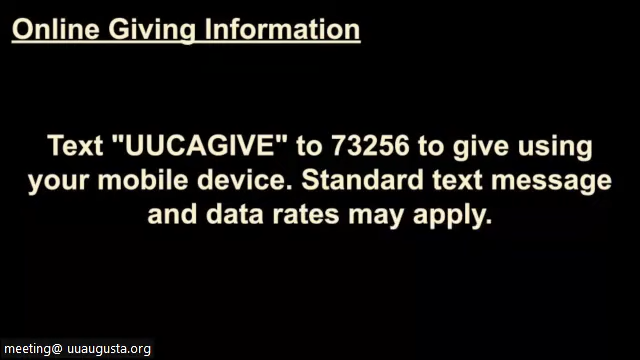 Online Giving Information
Text "UUCAGIVE" to 73256 to give using
your mobile device. Standard text message
and data rates may apply.
meeting@ uuaugusta.org